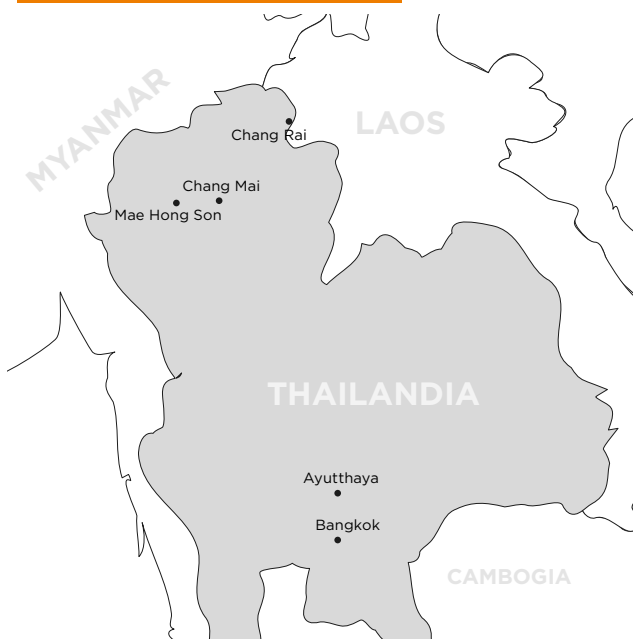 MYANMAR
LAOS
Chang Rai
Chang Mai
Mae Hong Son
THAILANDIA
Ayutthaya
Bangkok
CAMBOGIA